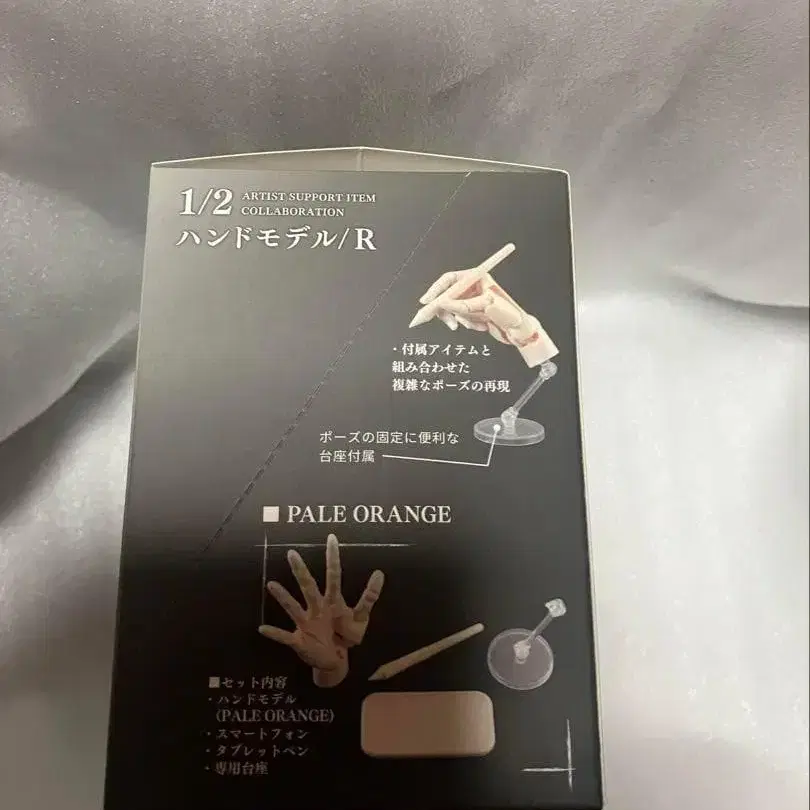 1/2 ARTIST SUPPORT ITEM
COLLABORATION
ハンドモデル/R
・付属アイテムと
組み合わせた
複雑なポーズの再現
ポーズの固定に便利な
台座付属
■ PALE ORANGE
■セット内容
・ハンドモデル
(PALE ORANGE)
・スマートフォン
・タブレットペン
・専用台座